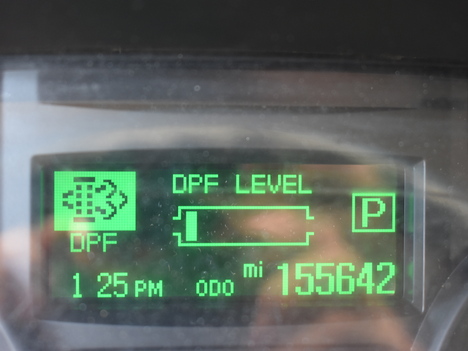 DPF LEVEL
P
DPF
1 25 PM ODO mi 155642